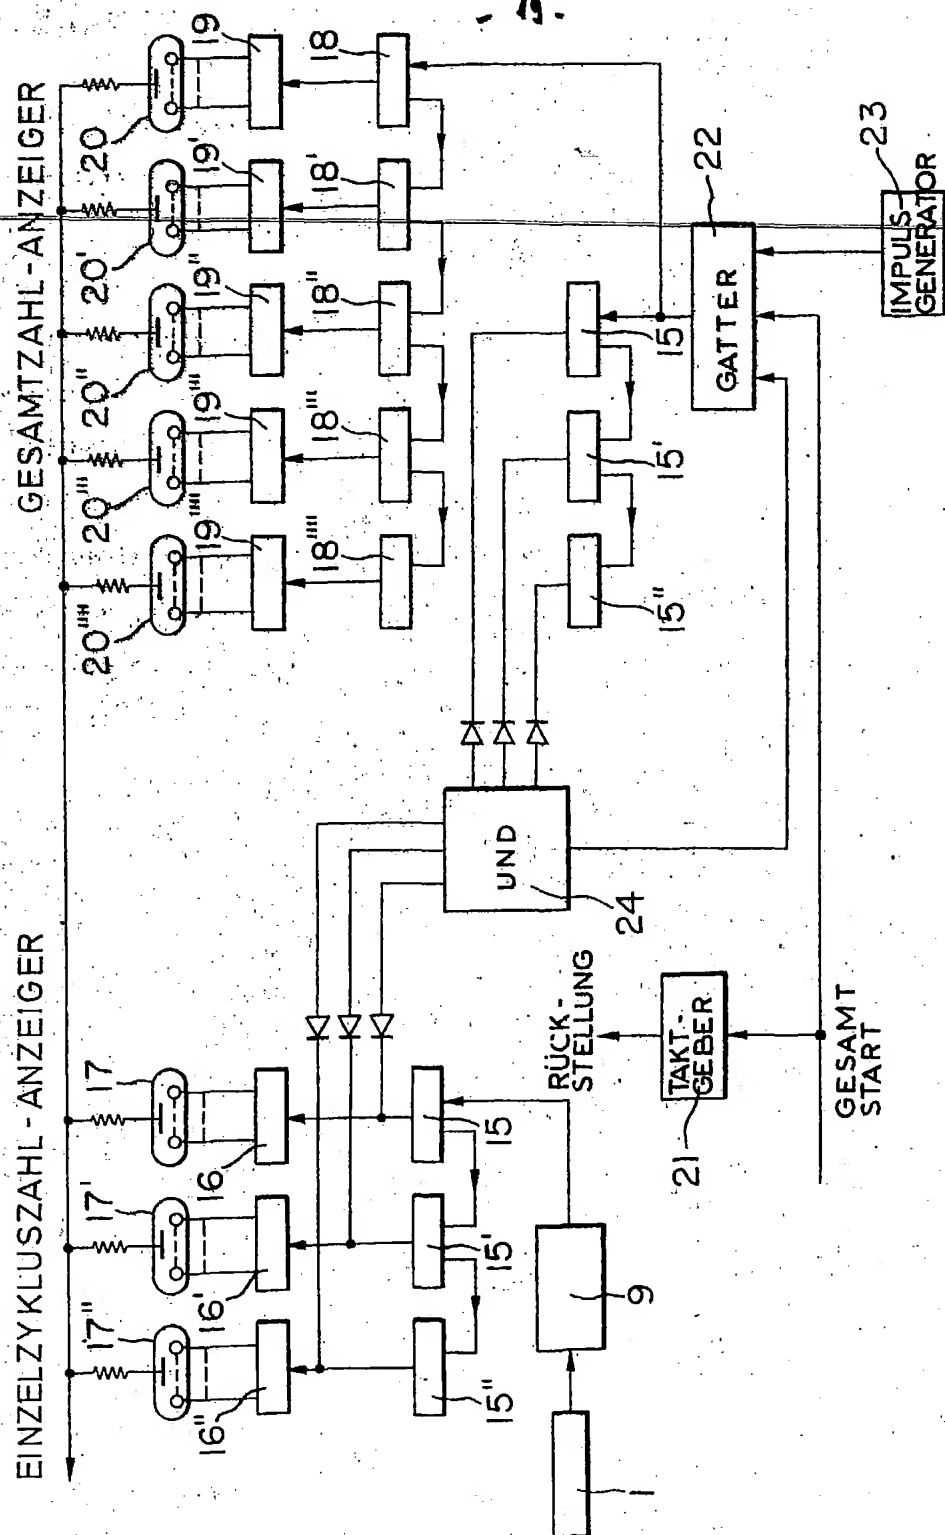 - 19 -
EINZELZYKLUSZAHL-ANZEIGER
GESAMTZAHL-ANZEIGER
17"
17'
17
20""
20"'
20"
20'
20
16"
16'
16
19""
19"'
19"
19'
19
18""
18"'
18"
18'
18
15"
15'
15
UND
24
15"
15'
15
1
9
RÜCK-
STELLUNG
21
TAKT-
GEBER
GATTER
22
GESAMT
START
IMPULS-
GENERATOR
23